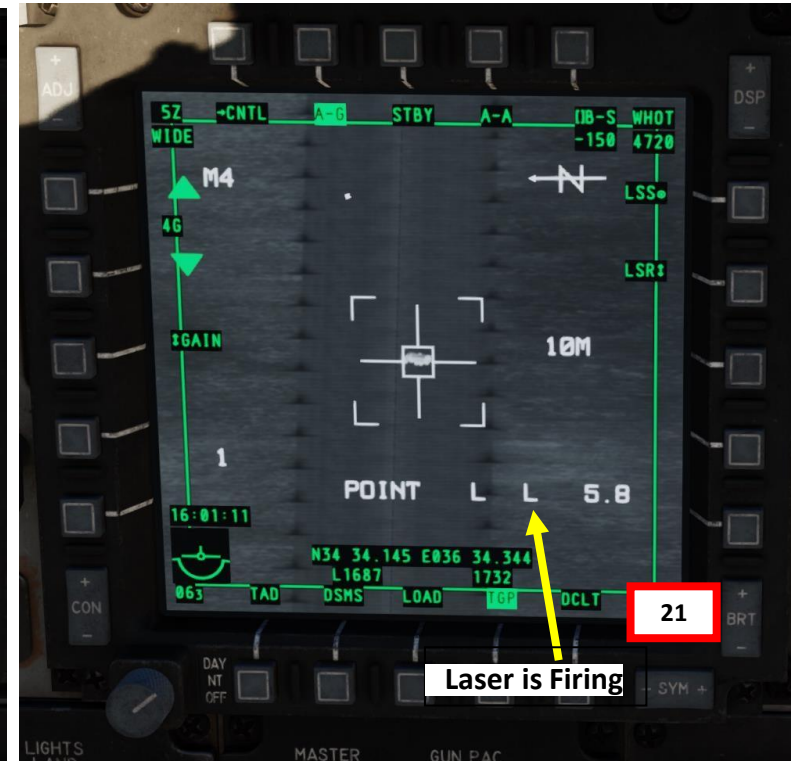 ADJ
DSP
5Z →CNTL A-G STBY A-A []B-S WHOT
WIDE -150 4720
M4
N
LSS
4G
LSR↕
↕GAIN
10M
1
POINT L L 5.8
16:01:11
N34 34.145 E036 34.344
L1687 1732
063 TAD DSMS LOAD TGP DCLT
21
CON
BRT
DAY
NT
OFF
Laser is Firing
- SYM +
LIGHTS
LAND
MASTER GUN PAC